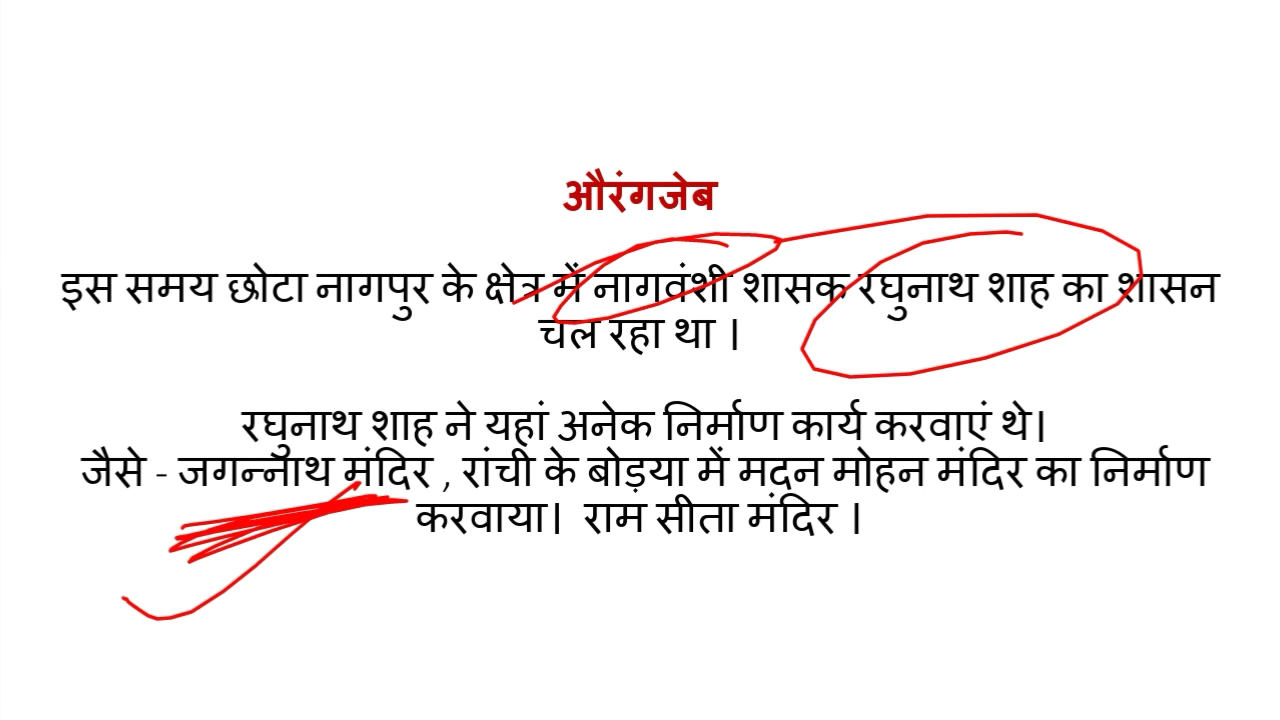 औरंगजेब
इस समय छोटा नागपुर के क्षेत्र में नागवंशी शासक रघुनाथ शाह का शासन
चल रहा था ।
रघुनाथ शाह ने यहां अनेक निर्माण कार्य करवाएं थे।
जैसे - जगन्नाथ मंदिर , रांची के बोड़या में मदन मोहन मंदिर का निर्माण
करवाया। राम सीता मंदिर ।